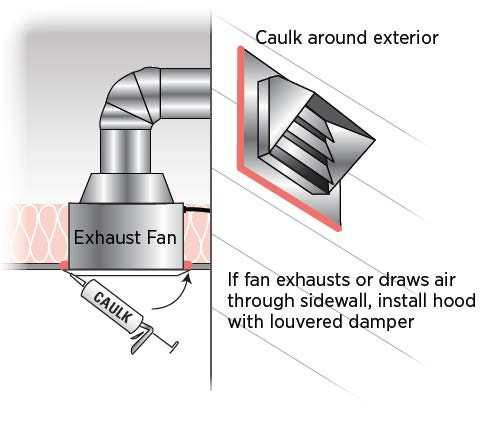 Caulk around exterior
Exhaust Fan
CAULK
If fan exhausts or draws air
through sidewall, install hood
with louvered damper